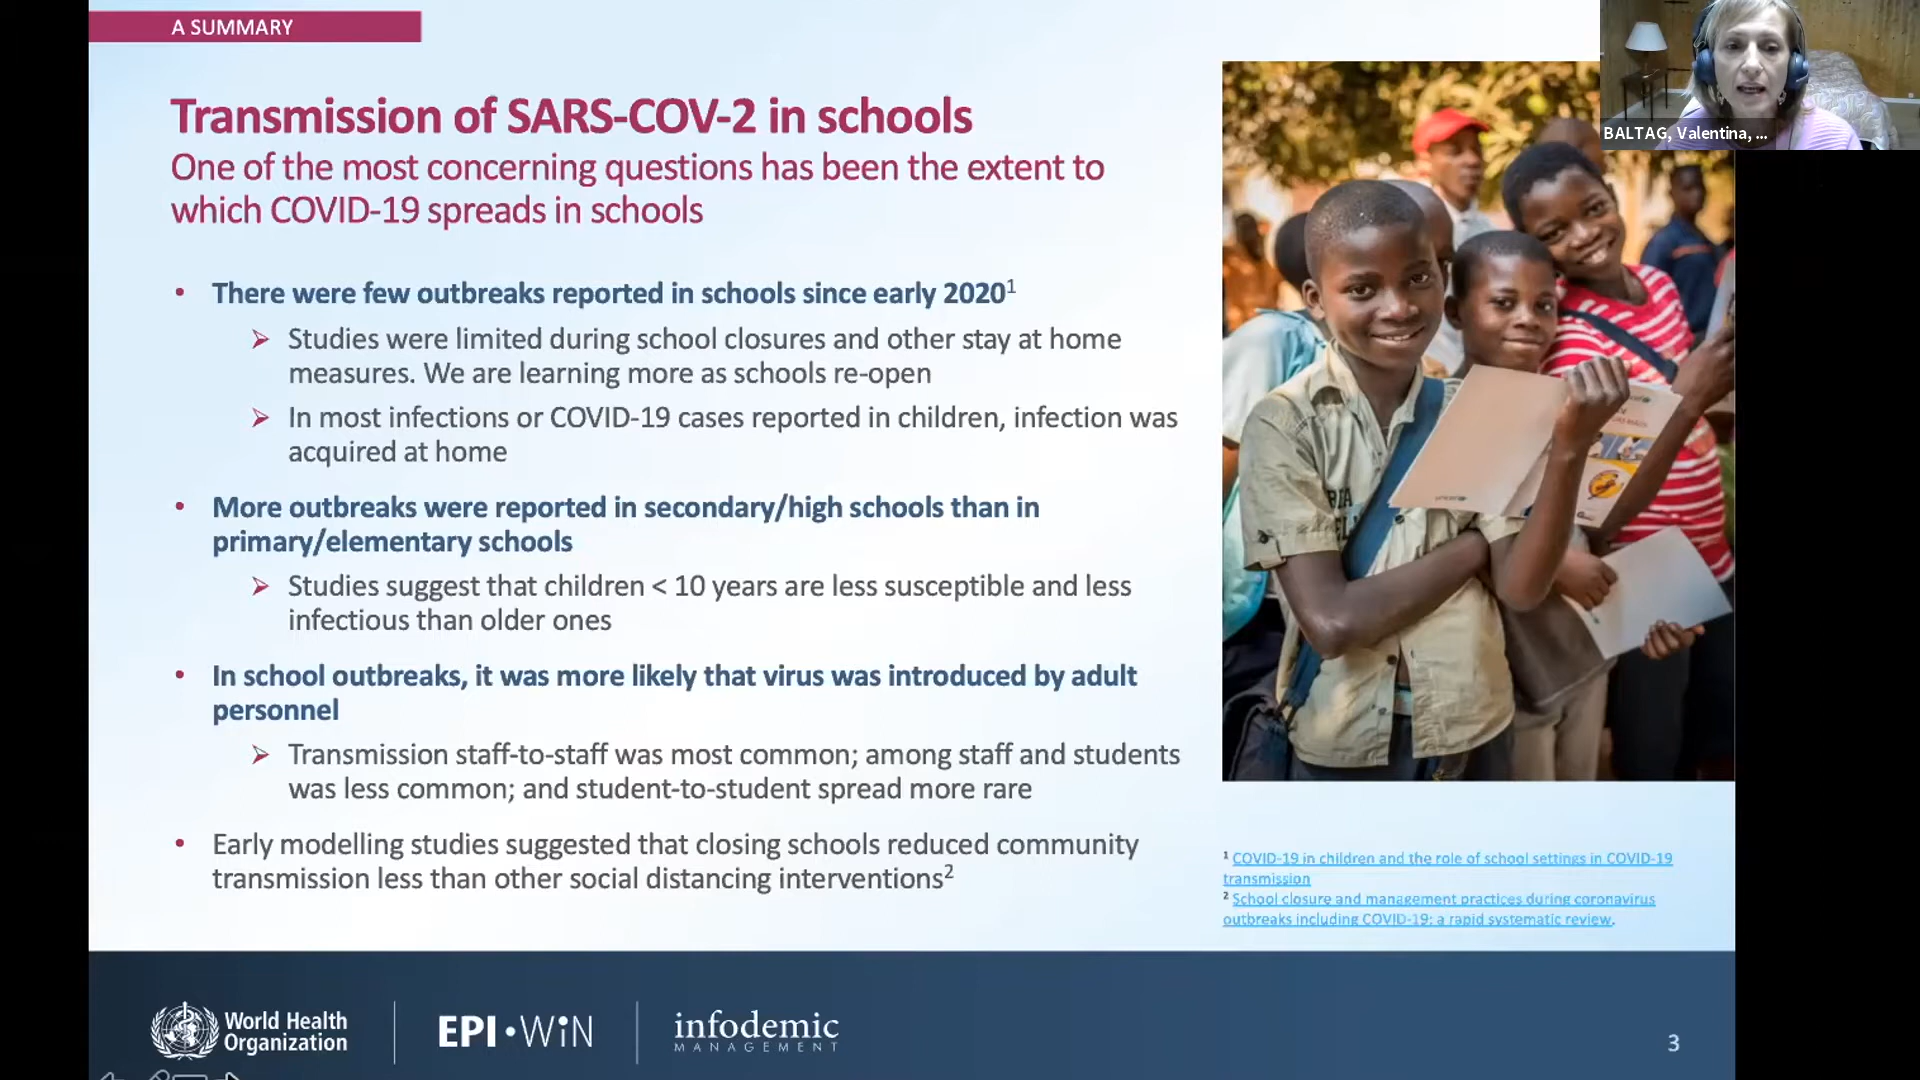 A SUMMARY
BALTAG, Valentina, ...
Transmission of SARS-COV-2 in schools
One of the most concerning questions has been the extent to
which COVID-19 spreads in schools
• There were few outbreaks reported in schools since early 2020¹
Studies were limited during school closures and other stay at home
measures. We are learning more as schools re-open
In most infections or COVID-19 cases reported in children, infection was
acquired at home
• More outbreaks were reported in secondary/high schools than in
primary/elementary schools
Studies suggest that children < 10 years are less susceptible and less
infectious than older ones
• In school outbreaks, it was more likely that virus was introduced by adult
personnel
Transmission staff-to-staff was most common; among staff and students
was less common; and student-to-student spread more rare
• Early modelling studies suggested that closing schools reduced community
transmission less than other social distancing interventions²
¹ COVID-19 in children and the role of school settings in COVID-19
transmission
² School closure and management practices during coronavirus
outbreaks including COVID-19: a rapid systematic review.
World Health
Organization
EPI•WiN
infodemic
MANAGEMENT
3